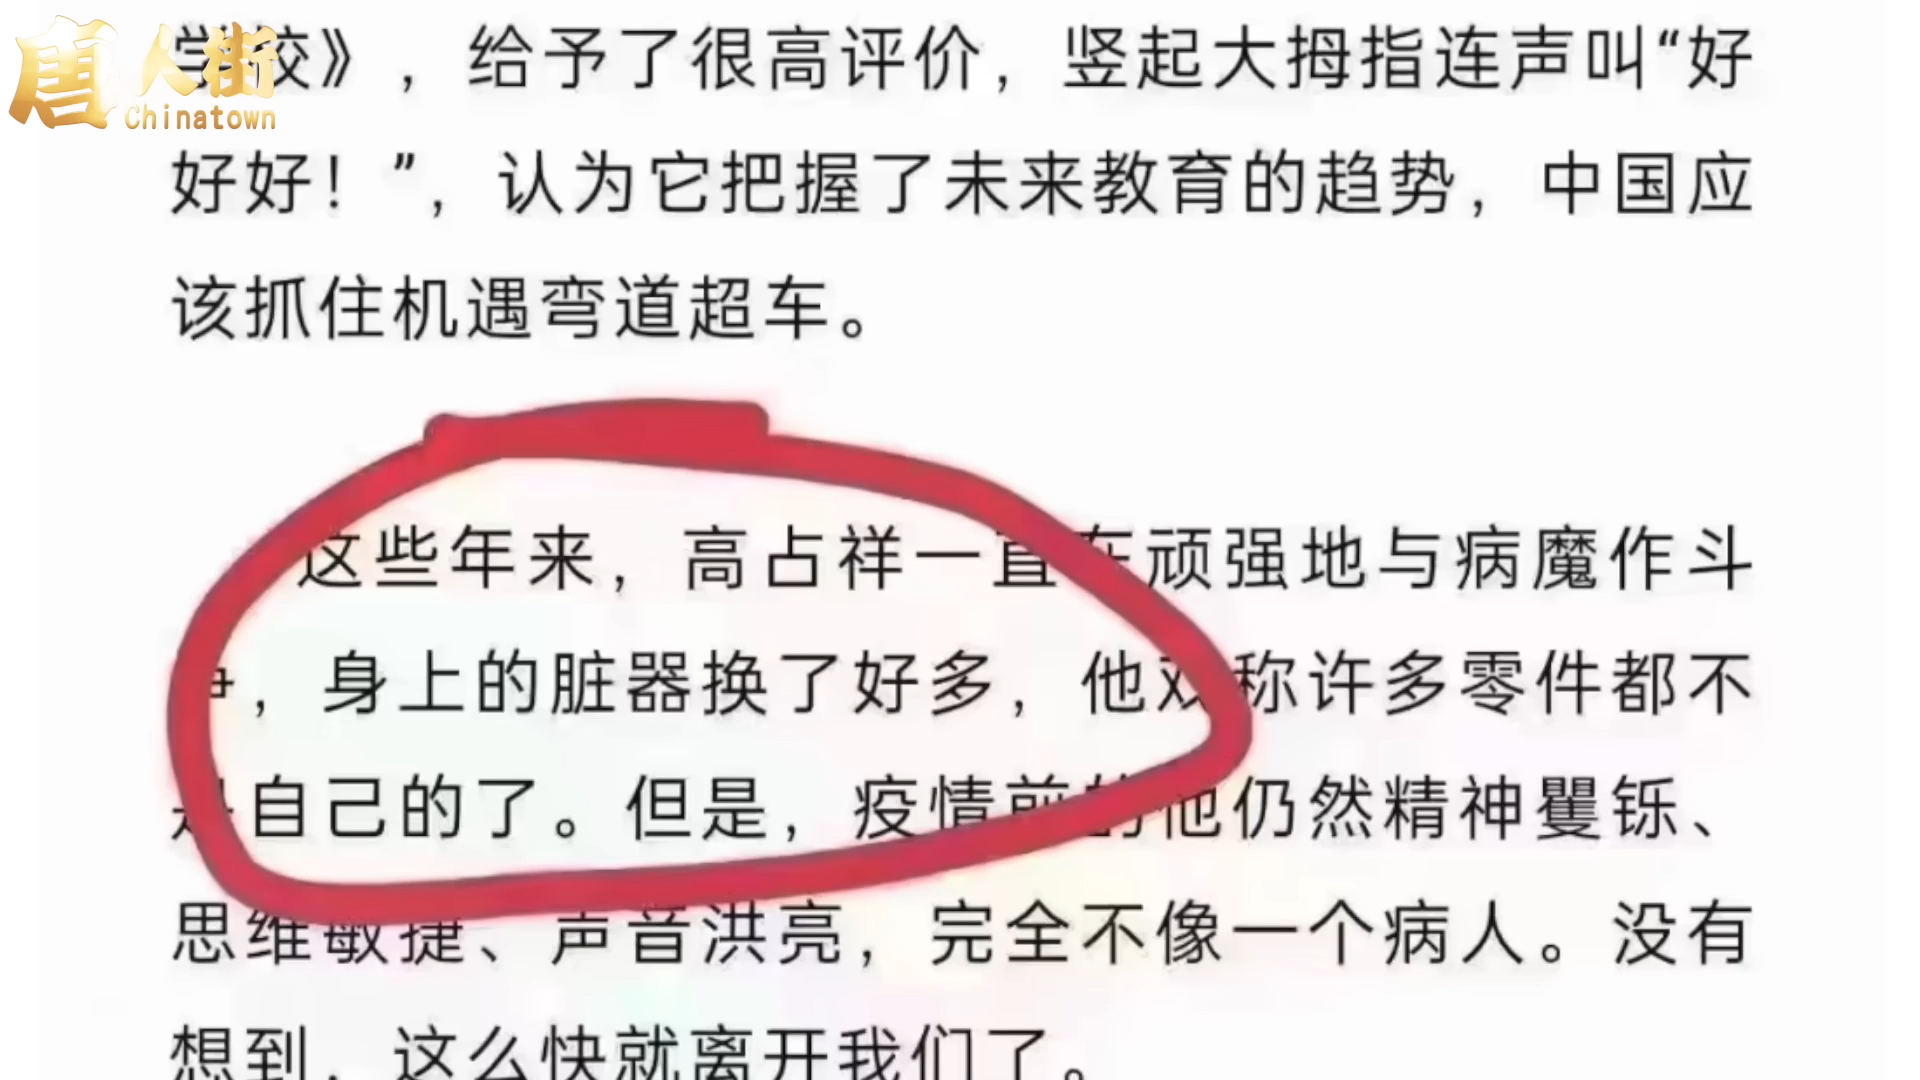 唐人街
Chinatown
学校》，给予了很高评价，竖起大拇指连声叫“好
好好！”，认为它把握了未来教育的趋势，中国应
该抓住机遇弯道超车。
这些年来，高占祥一直在顽强地与病魔作斗
争，身上的脏器换了好多，他戏称许多零件都不
是自己的了。但是，疫情前的他仍然精神矍铄、
思维敏捷、声音洪亮，完全不像一个病人。没有
想到，这么快就离开我们了。